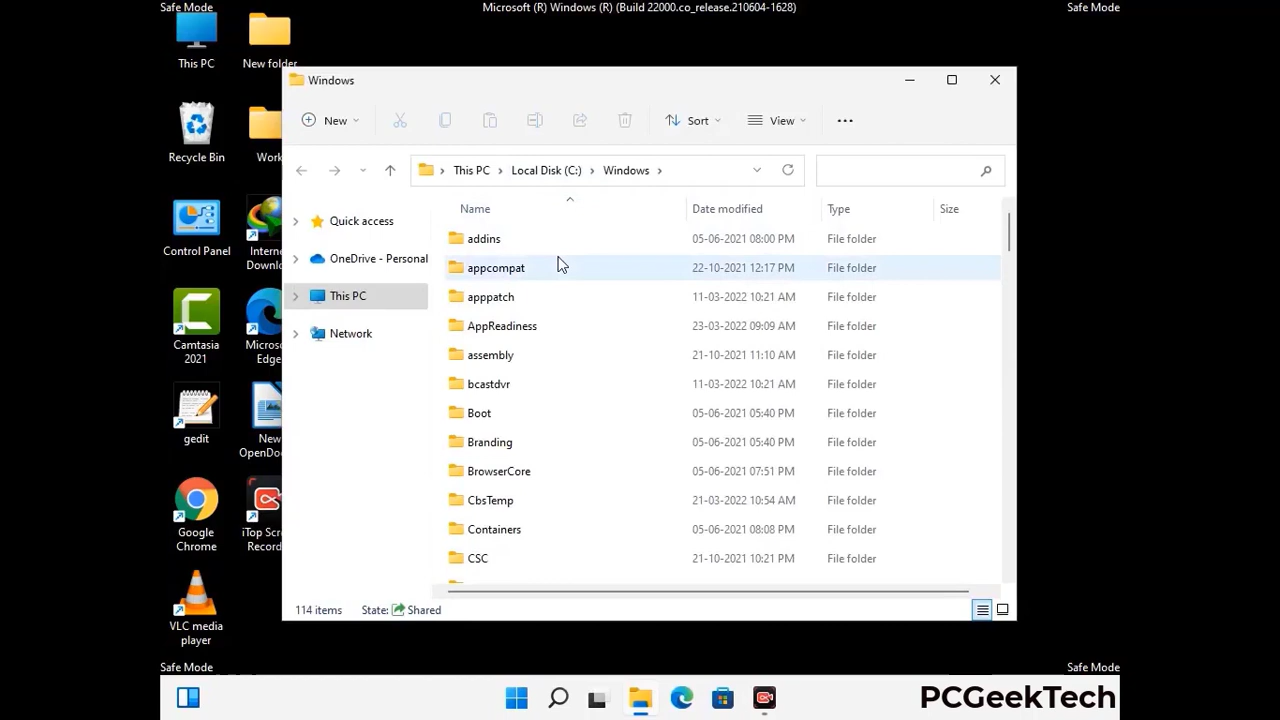 Safe Mode
Microsoft (R) Windows (R) (Build 22000.co_release.210604-1628)
Safe Mode
This PC
New folder
Recycle Bin
Work
Control Panel
Internet
Downlo
Camtasia
2021
Microso
Edge
gedit
New
OpenDoc
Google
Chrome
iTop Scre
Record
VLC media
player
Windows
New
Sort
View
This PC
Local Disk (C:)
Windows
Quick access
OneDrive - Personal
This PC
Network
Name Date modified Type Size
addins 05-06-2021 08:00 PM File folder
appcompat 22-10-2021 12:17 PM File folder
apppatch 11-03-2022 10:21 AM File folder
AppReadiness 23-03-2022 09:09 AM File folder
assembly 21-10-2021 11:10 AM File folder
bcastdvr 11-03-2022 10:21 AM File folder
Boot 05-06-2021 05:40 PM File folder
Branding 05-06-2021 05:40 PM File folder
BrowserCore 05-06-2021 07:51 PM File folder
CbsTemp 21-03-2022 10:54 AM File folder
Containers 05-06-2021 08:08 PM File folder
CSC 21-10-2021 10:21 PM File folder
114 items State: Shared
Safe Mode
Safe Mode
PCGeekTech